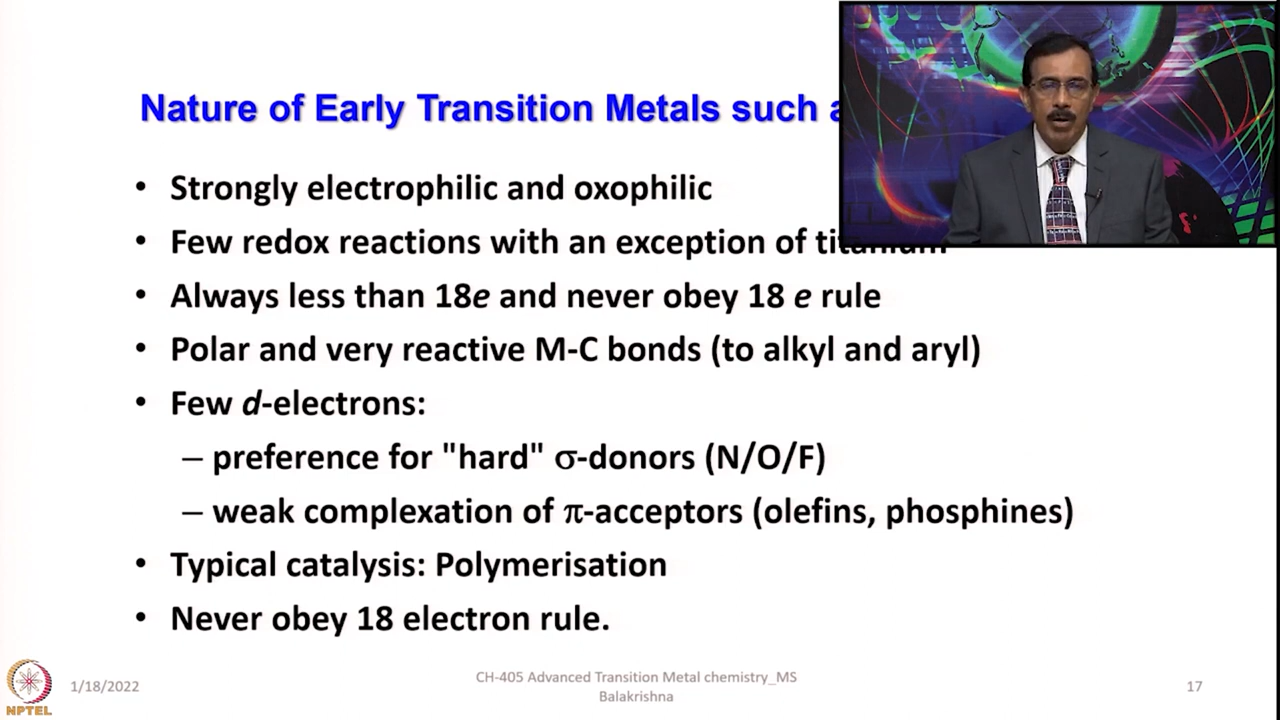 Nature of Early Transition Metals such
• Strongly electrophilic and oxophilic
• Few redox reactions with an exception of titanium
• Always less than 18e and never obey 18 e rule
• Polar and very reactive M-C bonds (to alkyl and aryl)
• Few d-electrons:
– preference for "hard" σ-donors (N/O/F)
– weak complexation of π-acceptors (olefins, phosphines)
• Typical catalysis: Polymerisation
• Never obey 18 electron rule.
NPTEL
1/18/2022
CH-405 Advanced Transition Metal chemistry_MS
Balakrishna
17